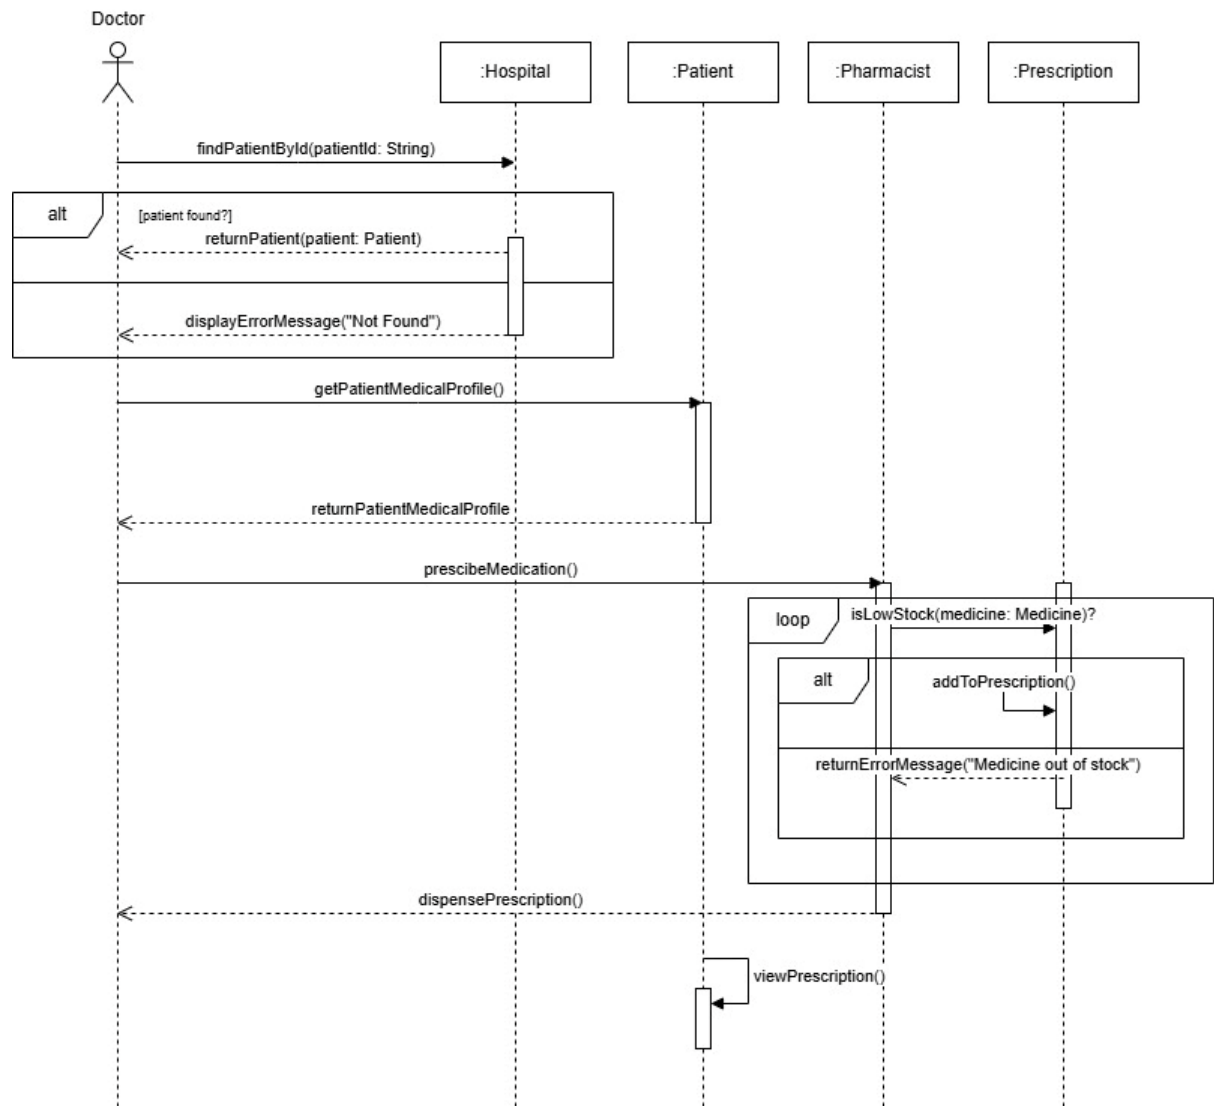 Doctor
:Hospital
:Patient
:Pharmacist
:Prescription
findPatientById(patientId: String)
alt
[patient found?]
returnPatient(patient: Patient)
displayErrorMessage("Not Found")
getPatientMedicalProfile()
returnPatientMedicalProfile
prescibeMedication()
loop
isLowStock(medicine: Medicine)?
alt
addToPrescription()
returnErrorMessage("Medicine out of stock")
dispensePrescription()
viewPrescription()